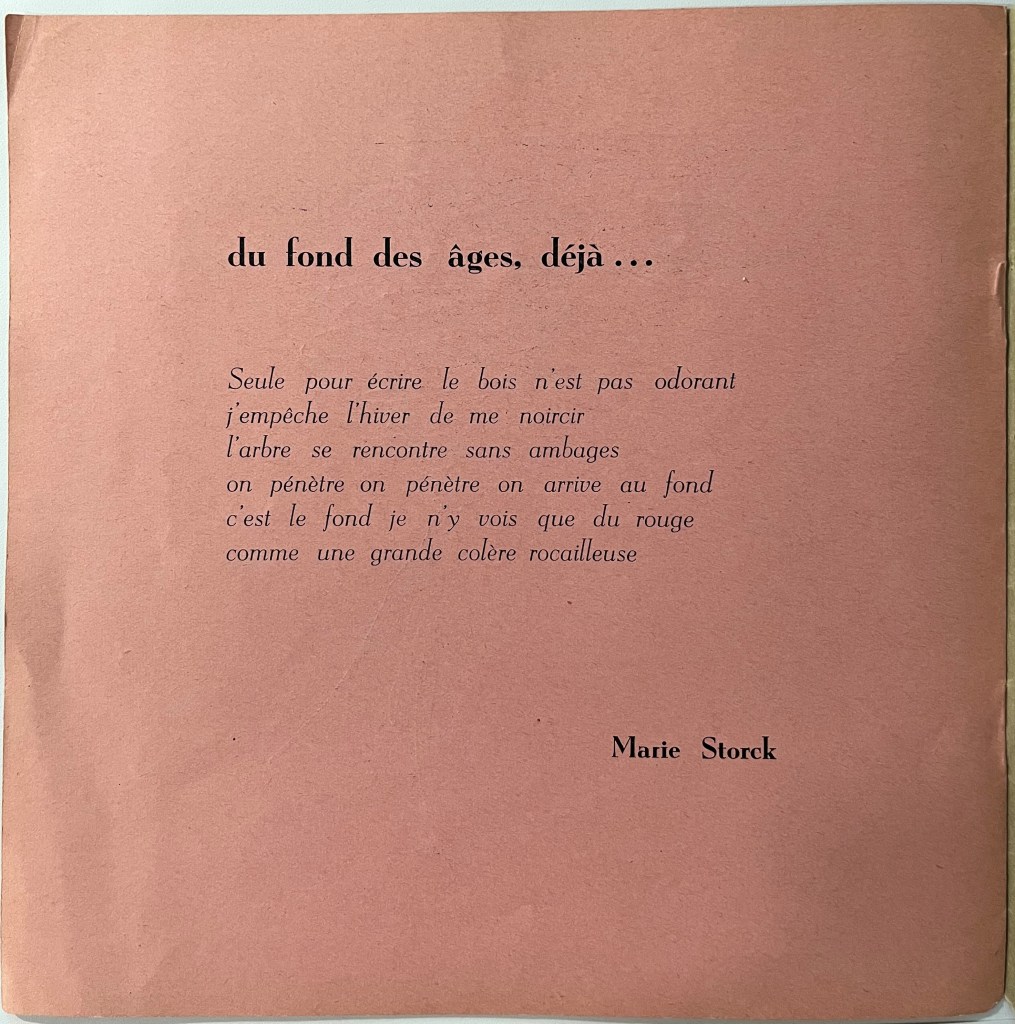 du fond des âges, déjà ...
Seule pour écrire le bois n'est pas odorant
j'empêche l'hiver de me noircir
l'arbre se rencontre sans ambages
on pénètre on pénètre on arrive au fond
c'est le fond je n'y vois que du rouge
comme une grande colère rocailleuse
Marie Storck